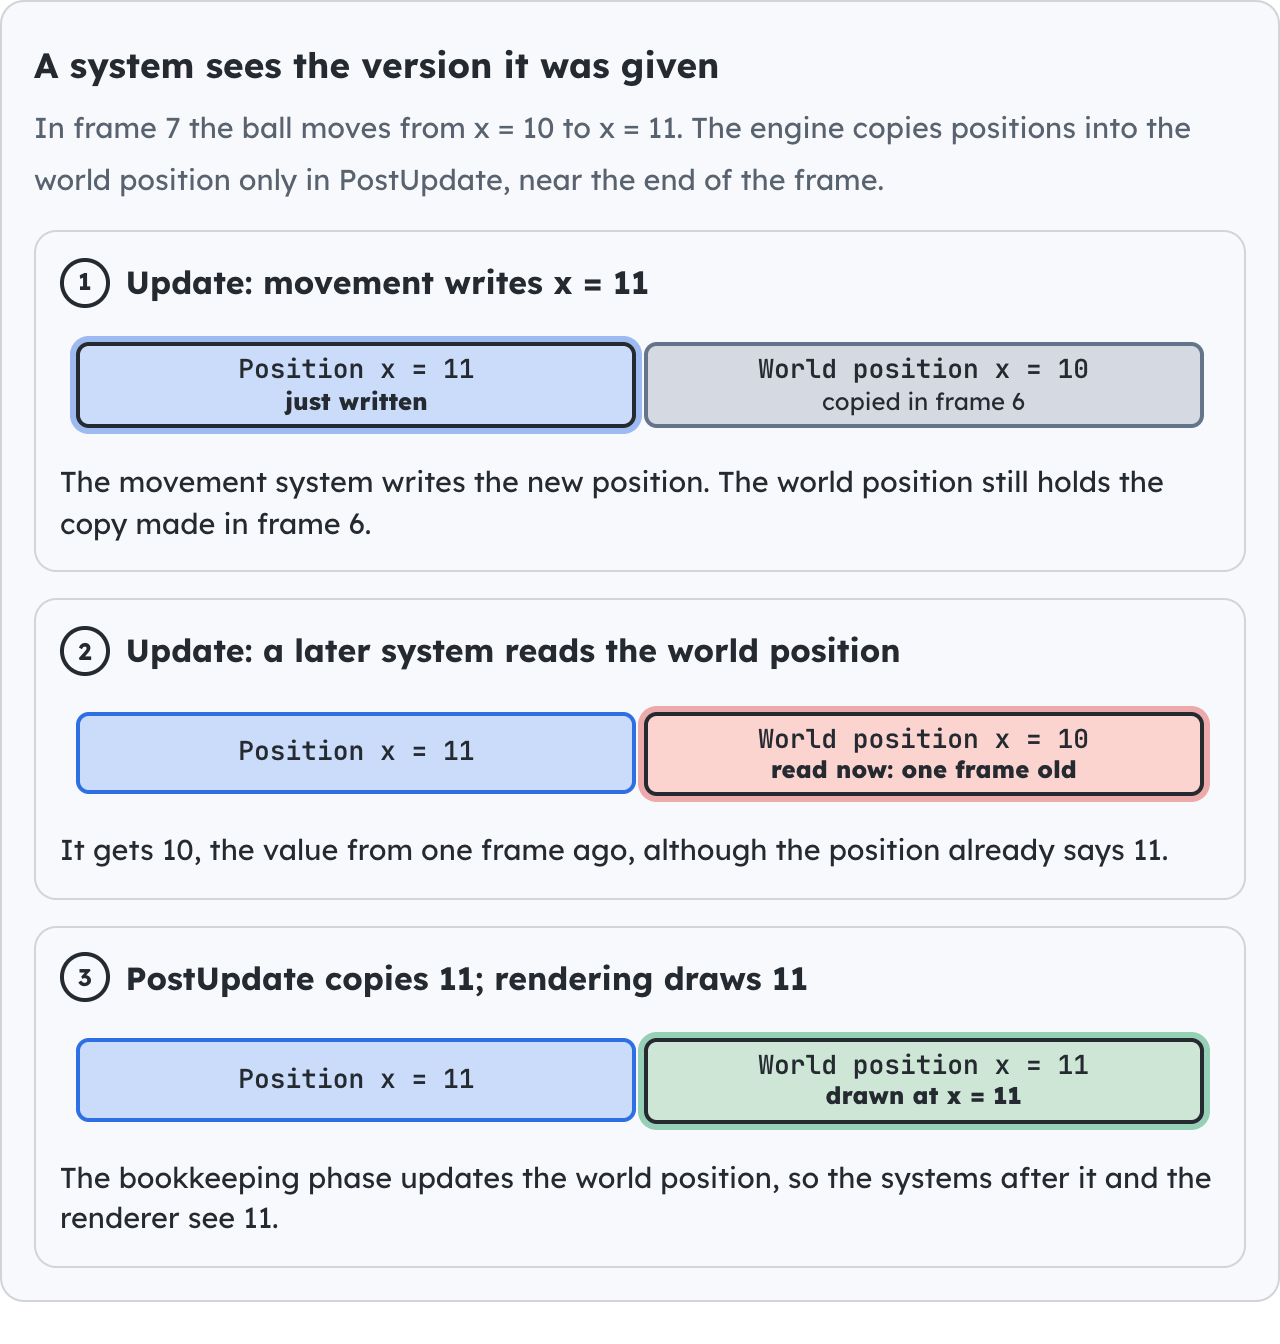 A system sees the version it was given
In frame 7 the ball moves from x = 10 to x = 11. The engine copies positions into the
world position only in PostUpdate, near the end of the frame.
1 Update: movement writes x = 11
Position x = 11
just written
World position x = 10
copied in frame 6
The movement system writes the new position. The world position still holds the
copy made in frame 6.
2 Update: a later system reads the world position
Position x = 11
World position x = 10
read now: one frame old
It gets 10, the value from one frame ago, although the position already says 11.
3 PostUpdate copies 11; rendering draws 11
Position x = 11
World position x = 11
drawn at x = 11
The bookkeeping phase updates the world position, so the systems after it and the
renderer see 11.